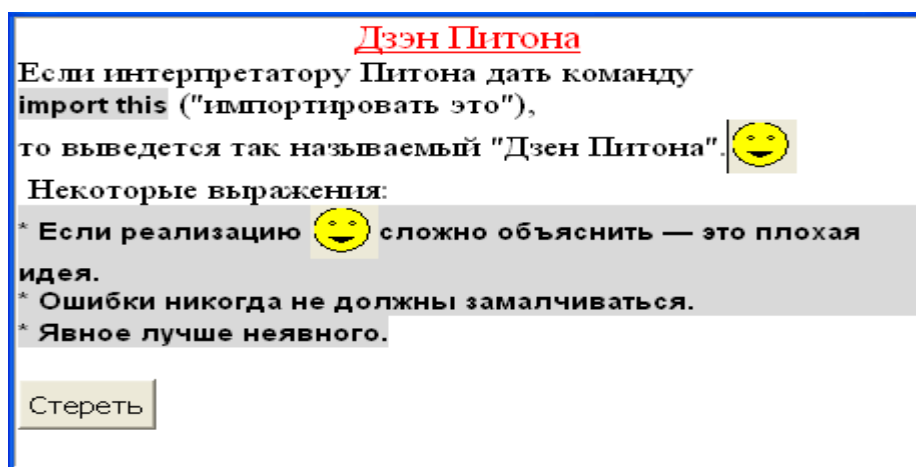 Дзэн Питона
Если интерпретатору Питона дать команду
import this ("импортировать это"),
то выведется так называемый "Дзен Питона".
Некоторые выражения:
* Если реализацию сложно объяснить — это плохая
идея.
* Ошибки никогда не должны замалчиваться.
* Явное лучше неявного.
Стереть